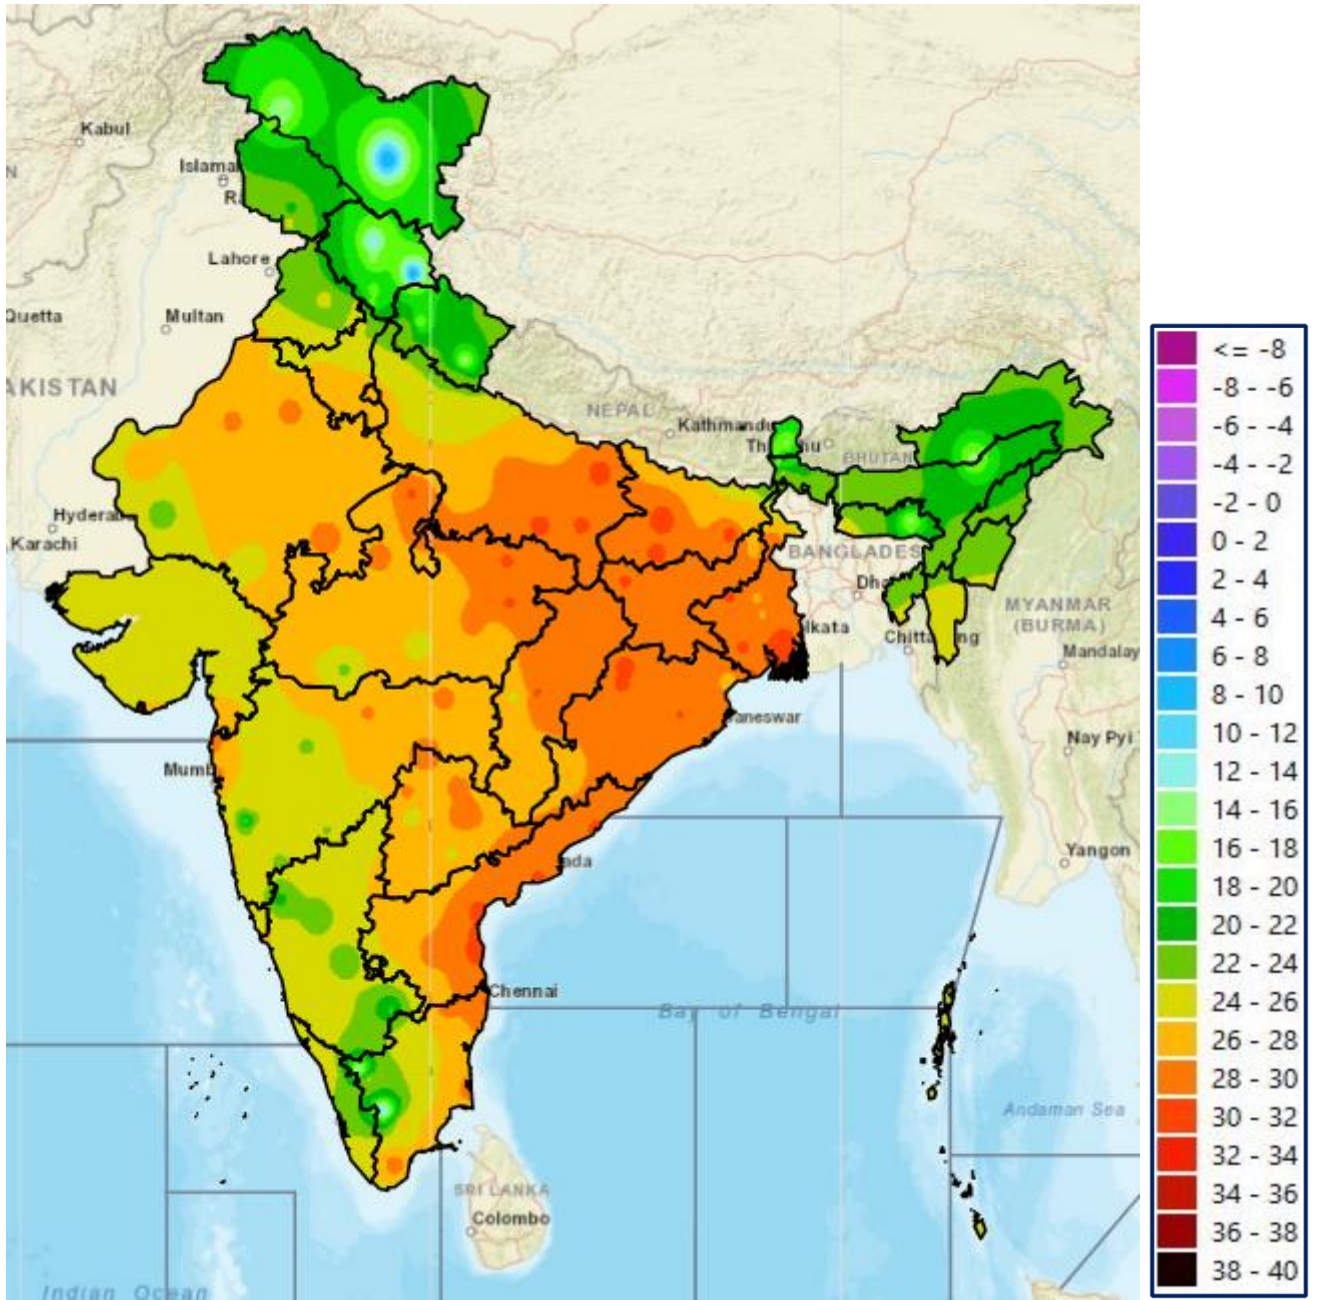 Kabul
Islama
N
R
Lahore
Quetta
Multan
AKISTAN
NEPAL
Kathmandu
Th
hu
BHUTAN
Hydera
Karachi
BANGLADES
Dha
MYANMAR
(BURMA)
lkata
Chitta
ng
Mandalay
aneswar
Nay Pyi
Mumb
Yangon
ada
Chennai
Bay of Bengal
Andaman Sea
SRI LANKA
Colombo
Indian Ocean
<= -8
-8 - -6
-6 - -4
-4 - -2
-2 - 0
0 - 2
2 - 4
4 - 6
6 - 8
8 - 10
10 - 12
12 - 14
14 - 16
16 - 18
18 - 20
20 - 22
22 - 24
24 - 26
26 - 28
28 - 30
30 - 32
32 - 34
34 - 36
36 - 38
38 - 40